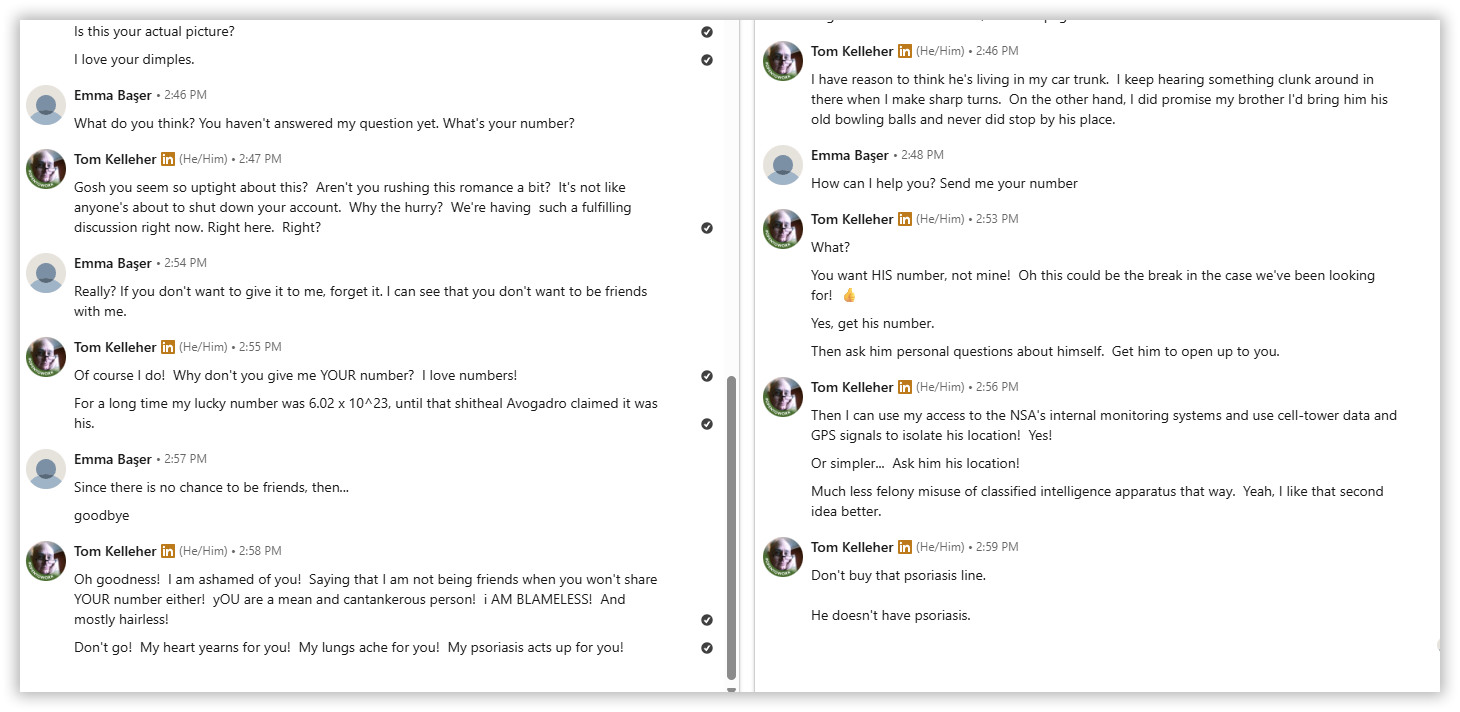 Is this your actual picture?
I love your dimples.
Emma Başer • 2:46 PM
What do you think? You haven't answered my question yet. What's your number?
Tom Kelleher in (He/Him) • 2:47 PM
Gosh you seem so uptight about this?  Aren't you rushing this romance a bit?  It's not like
anyone's about to shut down your account.  Why the hurry?  We're having  such a fulfilling
discussion right now. Right here.  Right?
Emma Başer • 2:54 PM
Really? If you don't want to give it to me, forget it. I can see that you don't want to be friends
with me.
Tom Kelleher in (He/Him) • 2:55 PM
Of course I do!  Why don't you give me YOUR number?  I love numbers!
For a long time my lucky number was 6.02 x 10^23, until that shitheal Avogadro claimed it was
his.
Emma Başer • 2:57 PM
Since there is no chance to be friends, then...
goodbye
Tom Kelleher in (He/Him) • 2:58 PM
Oh goodness!  I am ashamed of you!  Saying that I am not being friends when you won't share
YOUR number either!  yOU are a mean and cantankerous person!  i AM BLAMELESS!  And
mostly hairless!
Don't go!  My heart yearns for you!  My lungs ache for you!  My psoriasis acts up for you!
Tom Kelleher in (He/Him) • 2:46 PM
I have reason to think he's living in my car trunk.  I keep hearing something clunk around in
there when I make sharp turns.  On the other hand, I did promise my brother I'd bring him his
old bowling balls and never did stop by his place.
Emma Başer • 2:48 PM
How can I help you? Send me your number
Tom Kelleher in (He/Him) • 2:53 PM
What?
You want HIS number, not mine!  Oh this could be the break in the case we've been looking
for!  👍
Yes, get his number.
Then ask him personal questions about himself.  Get him to open up to you.
Tom Kelleher in (He/Him) • 2:56 PM
Then I can use my access to the NSA's internal monitoring systems and use cell-tower data and
GPS signals to isolate his location!  Yes!
Or simpler...  Ask him his location!
Much less felony misuse of classified intelligence apparatus that way.  Yeah, I like that second
idea better.
Tom Kelleher in (He/Him) • 2:59 PM
Don't buy that psoriasis line.
He doesn't have psoriasis.